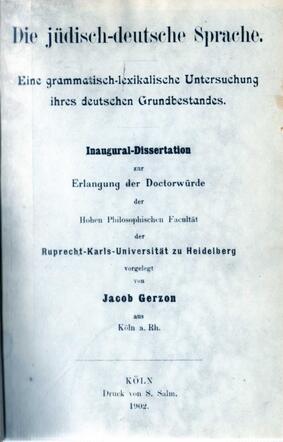 Die jüdisch-deutsche Sprache.
Eine grammatisch-lexikalische Untersuchung
ihres deutschen Grundbestandes.
Inaugural-Dissertation
zur
Erlangung der Doctorwürde
der
Hohen Philosophischen Facultät
der
Ruprecht-Karls-Universität zu Heidelberg
vorgelegt
von
Jacob Gerzon
aus
Köln a. Rh.
KÖLN
Druck von S. Salm.
1902.